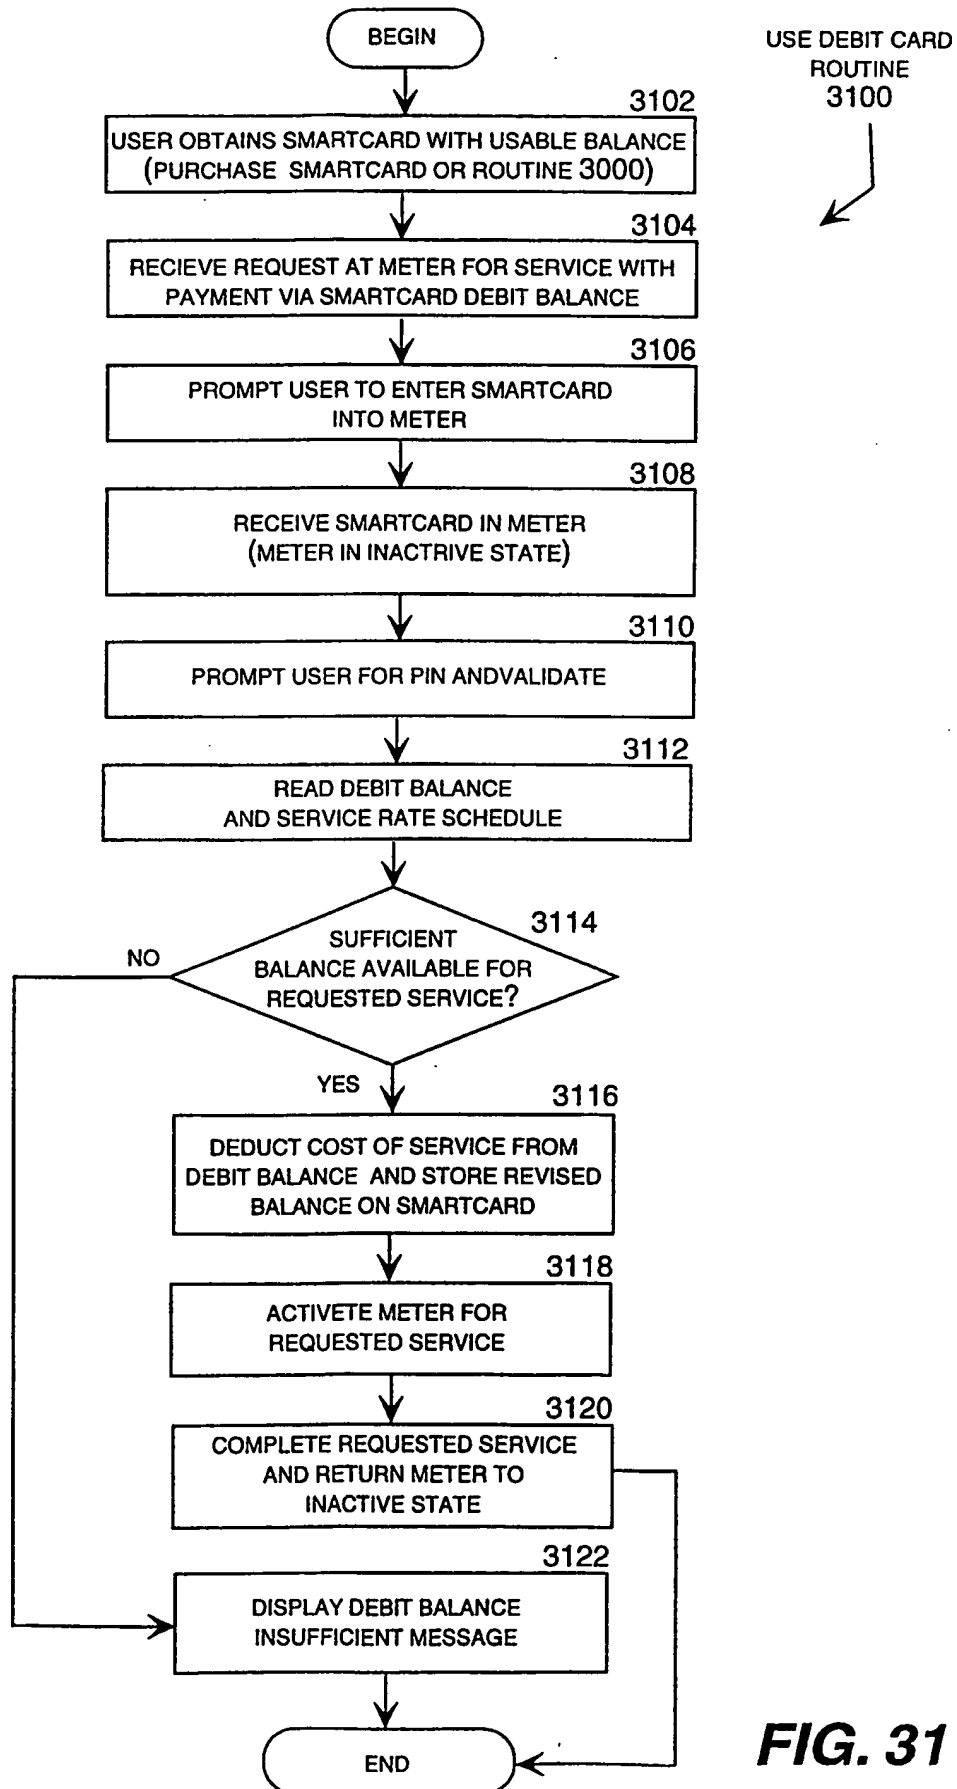 BEGIN
USE DEBIT CARD
ROUTINE
3100
3102
USER OBTAINS SMARTCARD WITH USABLE BALANCE
(PURCHASE SMARTCARD OR ROUTINE 3000)
3104
RECIEVE REQUEST AT METER FOR SERVICE WITH
PAYMENT VIA SMARTCARD DEBIT BALANCE
3106
PROMPT USER TO ENTER SMARTCARD
INTO METER
3108
RECEIVE SMARTCARD IN METER
(METER IN INACTRIVE STATE)
3110
PROMPT USER FOR PIN ANDVALIDATE
3112
READ DEBIT BALANCE
AND SERVICE RATE SCHEDULE
3114
SUFFICIENT
BALANCE AVAILABLE FOR
REQUESTED SERVICE?
NO
YES
3116
DEDUCT COST OF SERVICE FROM
DEBIT BALANCE AND STORE REVISED
BALANCE ON SMARTCARD
3118
ACTIVETE METER FOR
REQUESTED SERVICE
3120
COMPLETE REQUESTED SERVICE
AND RETURN METER TO
INACTIVE STATE
3122
DISPLAY DEBIT BALANCE
INSUFFICIENT MESSAGE
END
FIG. 31